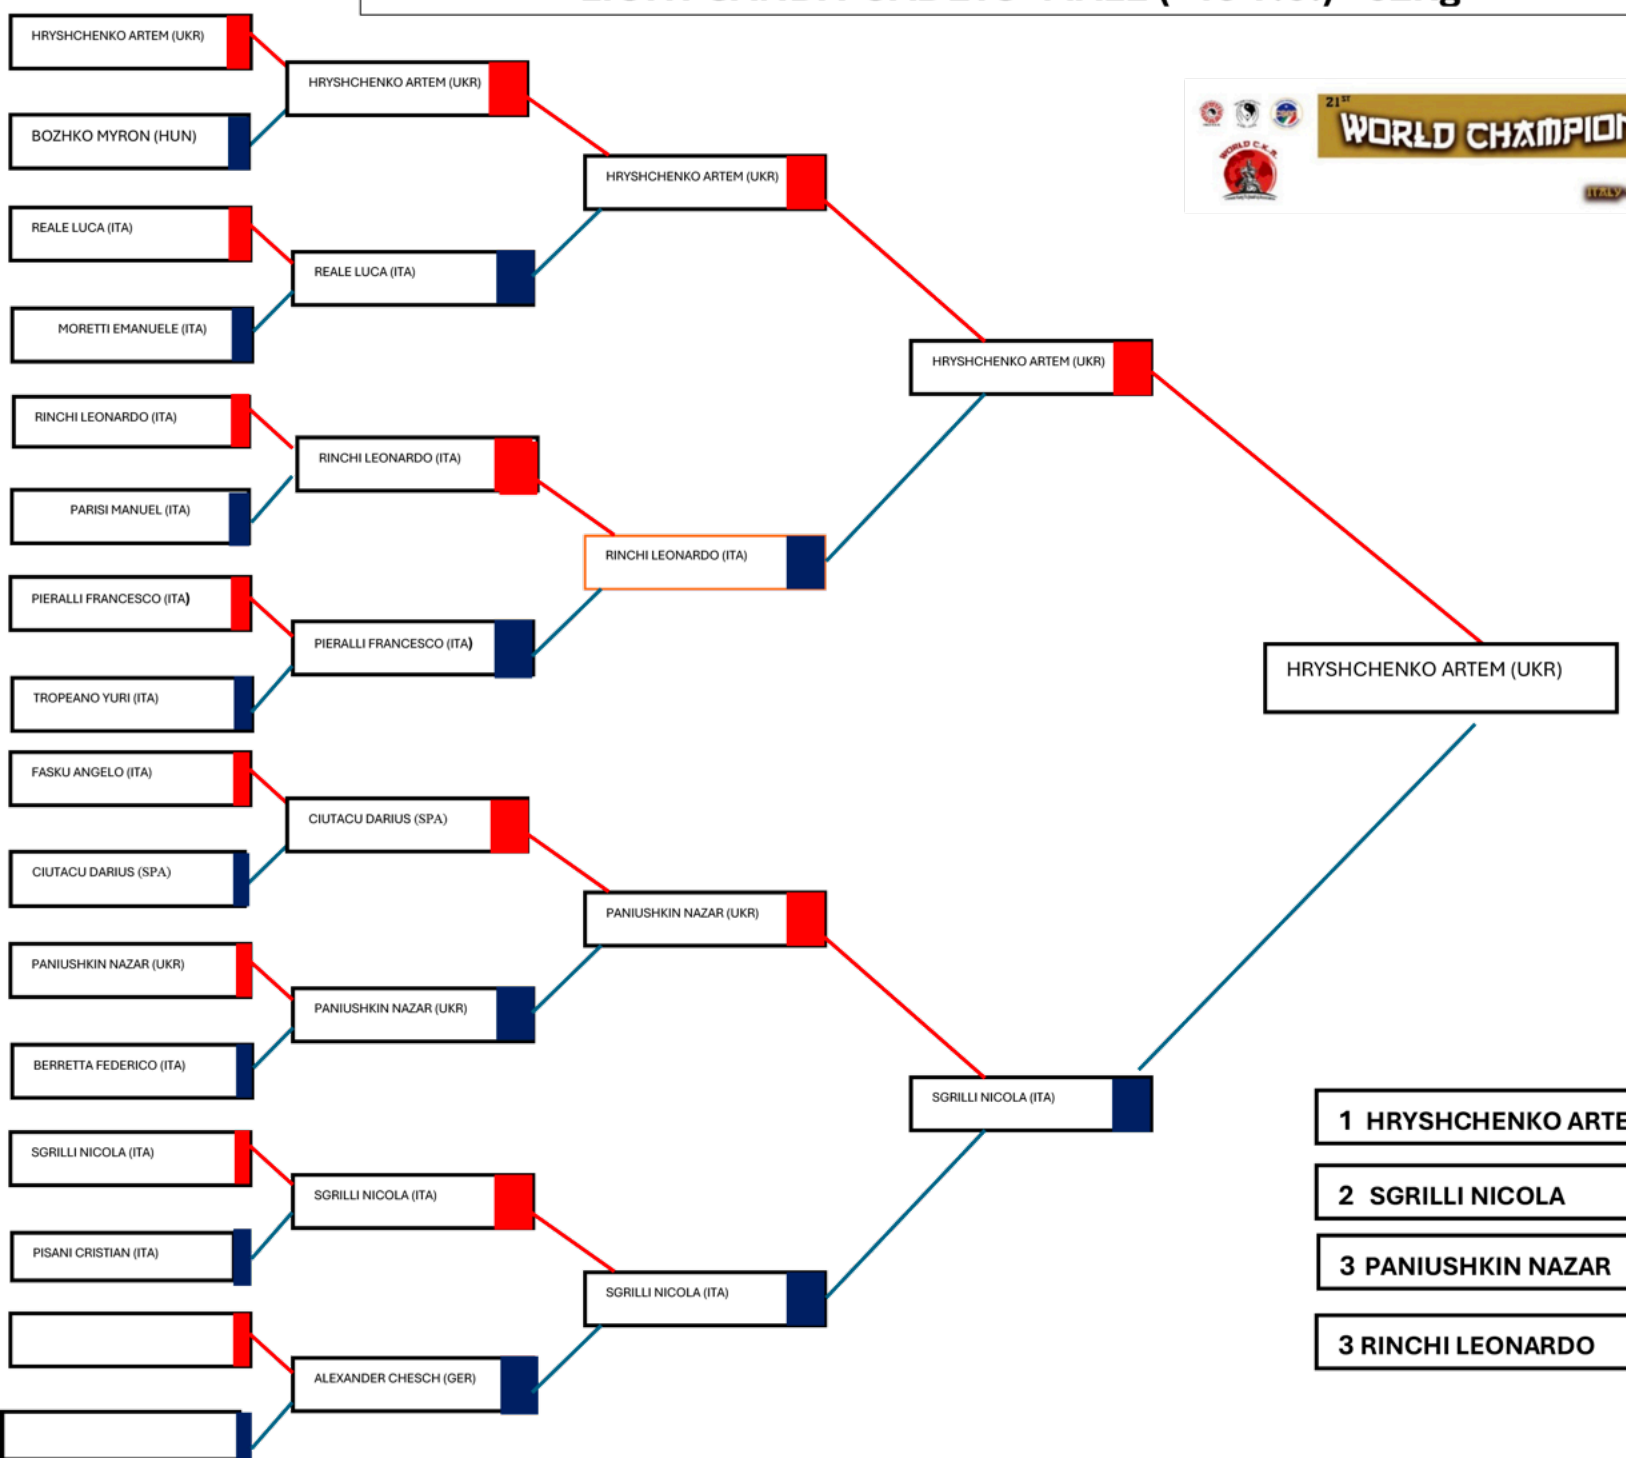 HRYSHCHENKO ARTEM (UKR)
BOZHKO MYRON (HUN)
REALE LUCA (ITA)
MORETTI EMANUELE (ITA)
RINCHI LEONARDO (ITA)
PARISI MANUEL (ITA)
PIERALLI FRANCESCO (ITA)
TROPEANO YURI (ITA)
FASKU ANGELO (ITA)
CIUTACU DARIUS (SPA)
PANIUSHKIN NAZAR (UKR)
BERRETTA FEDERICO (ITA)
SGRILLI NICOLA (ITA)
PISANI CRISTIAN (ITA)
HRYSHCHENKO ARTEM (UKR)
REALE LUCA (ITA)
RINCHI LEONARDO (ITA)
PIERALLI FRANCESCO (ITA)
CIUTACU DARIUS (SPA)
PANIUSHKIN NAZAR (UKR)
SGRILLI NICOLA (ITA)
ALEXANDER CHESCH (GER)
HRYSHCHENKO ARTEM (UKR)
RINCHI LEONARDO (ITA)
PANIUSHKIN NAZAR (UKR)
SGRILLI NICOLA (ITA)
HRYSHCHENKO ARTEM (UKR)
SGRILLI NICOLA (ITA)
HRYSHCHENKO ARTEM (UKR)
21ST
WORLD CHAMPION
ITALY
WORLD C.K.A.
1 HRYSHCHENKO ARTE
2 SGRILLI NICOLA
3 PANIUSHKIN NAZAR
3 RINCHI LEONARDO